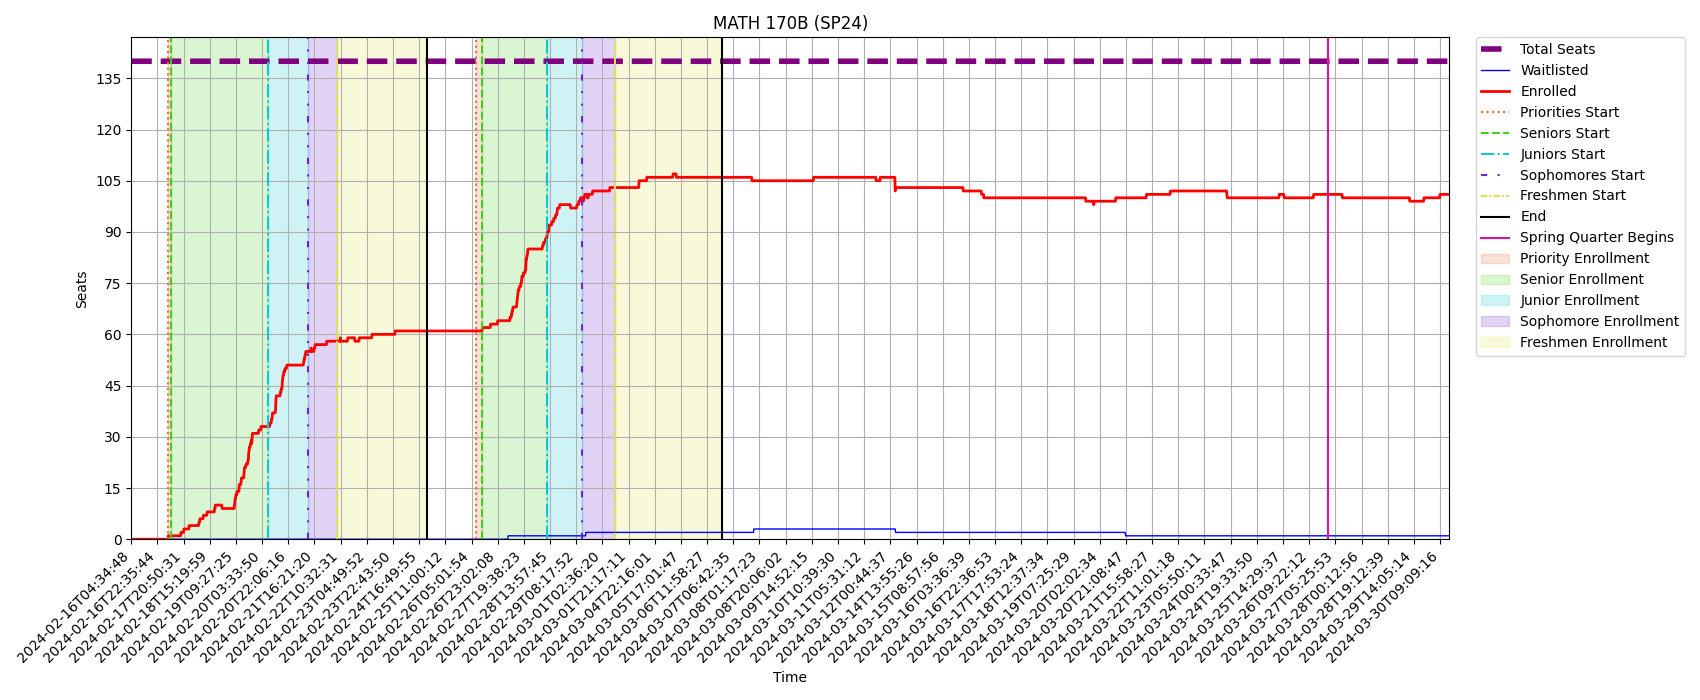 MATH 170B (SP24)
Seats
135
120
105
90
75
60
45
30
15
0
2024-02-16T04:34:48
2024-02-16T22:35:44
2024-02-17T20:50:31
2024-02-18T15:19:59
2024-02-19T09:27:25
2024-02-20T03:33:50
2024-02-20T22:06:16
2024-02-21T16:21:20
2024-02-22T10:32:31
2024-02-23T04:49:52
2024-02-23T22:43:50
2024-02-24T16:49:55
2024-02-25T11:00:12
2024-02-26T05:01:54
2024-02-26T23:02:08
2024-02-27T19:38:23
2024-02-28T13:57:45
2024-02-29T08:17:52
2024-03-01T02:36:20
2024-03-01T21:17:11
2024-03-04T22:16:01
2024-03-05T17:01:47
2024-03-06T11:58:27
2024-03-07T06:42:35
2024-03-08T01:17:23
2024-03-08T20:06:02
2024-03-09T14:52:15
2024-03-10T10:39:30
2024-03-11T05:31:12
2024-03-12T00:44:37
2024-03-14T13:55:26
2024-03-15T08:57:56
2024-03-16T03:36:39
2024-03-16T22:36:53
2024-03-17T17:53:24
2024-03-18T12:37:34
2024-03-19T07:25:29
2024-03-20T02:02:34
2024-03-20T21:08:47
2024-03-21T15:58:27
2024-03-22T11:01:18
2024-03-23T05:50:11
2024-03-24T00:33:47
2024-03-24T19:33:50
2024-03-25T14:29:37
2024-03-26T09:22:12
2024-03-27T05:25:53
2024-03-28T00:12:56
2024-03-28T19:12:39
2024-03-29T14:05:14
2024-03-30T09:09:16
Time
Total Seats
Waitlisted
Enrolled
Priorities Start
Seniors Start
Juniors Start
Sophomores Start
Freshmen Start
End
Spring Quarter Begins
Priority Enrollment
Senior Enrollment
Junior Enrollment
Sophomore Enrollment
Freshmen Enrollment